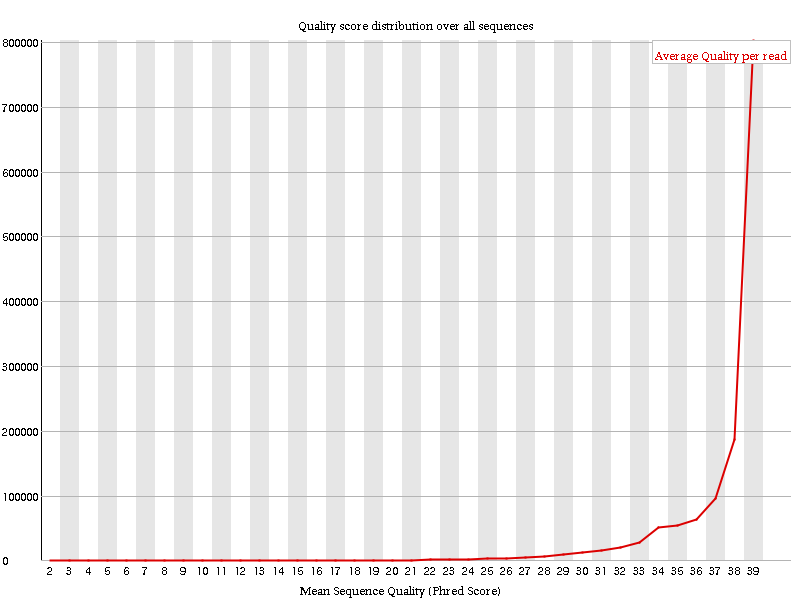 Quality score distribution over all sequences
800000
Average Quality per read
700000
600000
500000
400000
300000
200000
100000
0
2 3 4 5 6 7 8 9 10 11 12 13 14 15 16 17 18 19 20 21 22 23 24 25 26 27 28 29 30 31 32 33 34 35 36 37 38 39
Mean Sequence Quality (Phred Score)